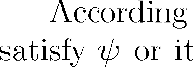 According
satisfy ψ or it